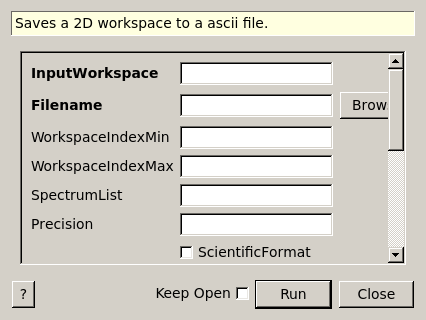 Saves a 2D workspace to a ascii file.
InputWorkspace
Filename
Brow
WorkspaceIndexMin
WorkspaceIndexMax
SpectrumList
Precision
ScientificFormat
? Keep Open Run Close